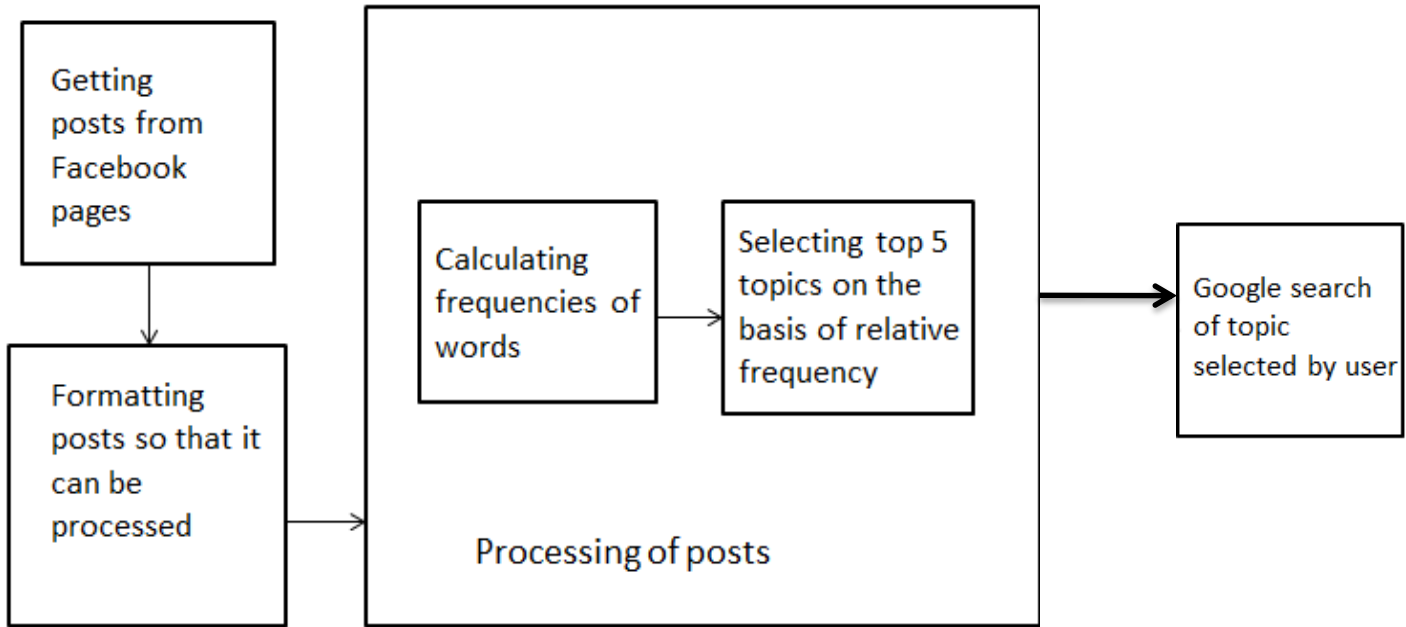 Getting
posts from
Facebook
pages
Formatting
posts so that it
can be
processed
Calculating
frequencies of
words
Selecting top 5
topics on the
basis of relative
frequency
Processing of posts
Google search
of topic
selected by user